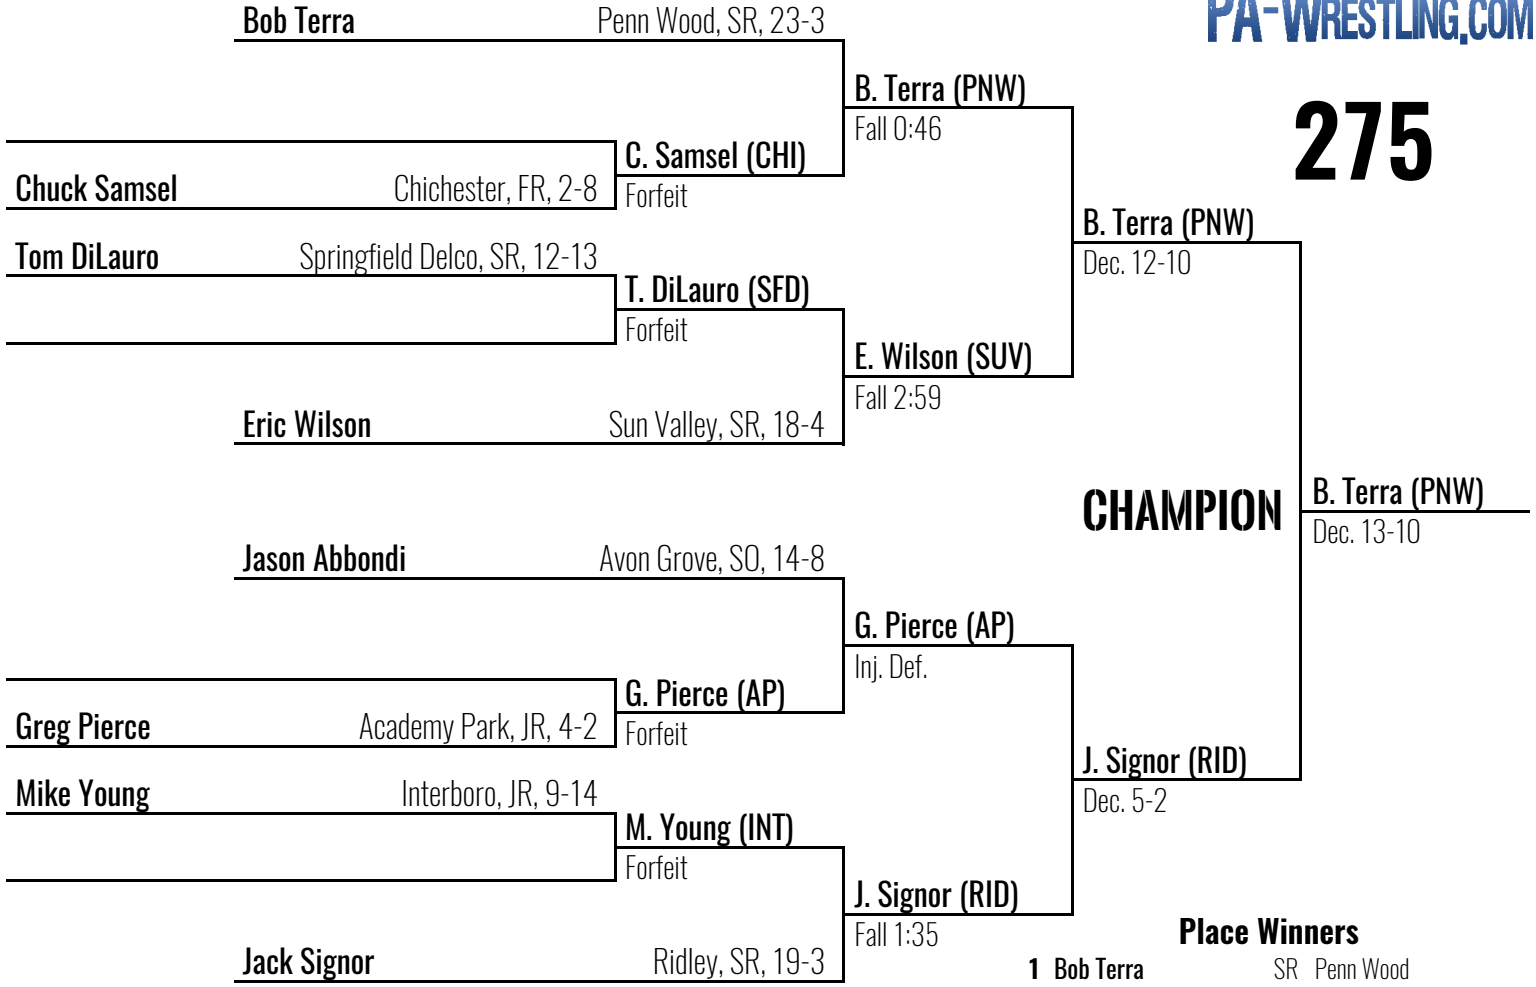 PA-WRESTLING.COM
275
Bob Terra Penn Wood, SR, 23-3
B. Terra (PNW)
Fall 0:46
C. Samsel (CHI)
Forfeit
Chuck Samsel Chichester, FR, 2-8
B. Terra (PNW)
Dec. 12-10
Tom DiLauro Springfield Delco, SR, 12-13
T. DiLauro (SFD)
Forfeit
E. Wilson (SUV)
Fall 2:59
Eric Wilson Sun Valley, SR, 18-4
CHAMPION
B. Terra (PNW)
Dec. 13-10
Jason Abbondi Avon Grove, SO, 14-8
G. Pierce (AP)
Inj. Def.
G. Pierce (AP)
Forfeit
Greg Pierce Academy Park, JR, 4-2
J. Signor (RID)
Dec. 5-2
Mike Young Interboro, JR, 9-14
M. Young (INT)
Forfeit
J. Signor (RID)
Fall 1:35
Jack Signor Ridley, SR, 19-3
Place Winners
1 Bob Terra SR Penn Wood